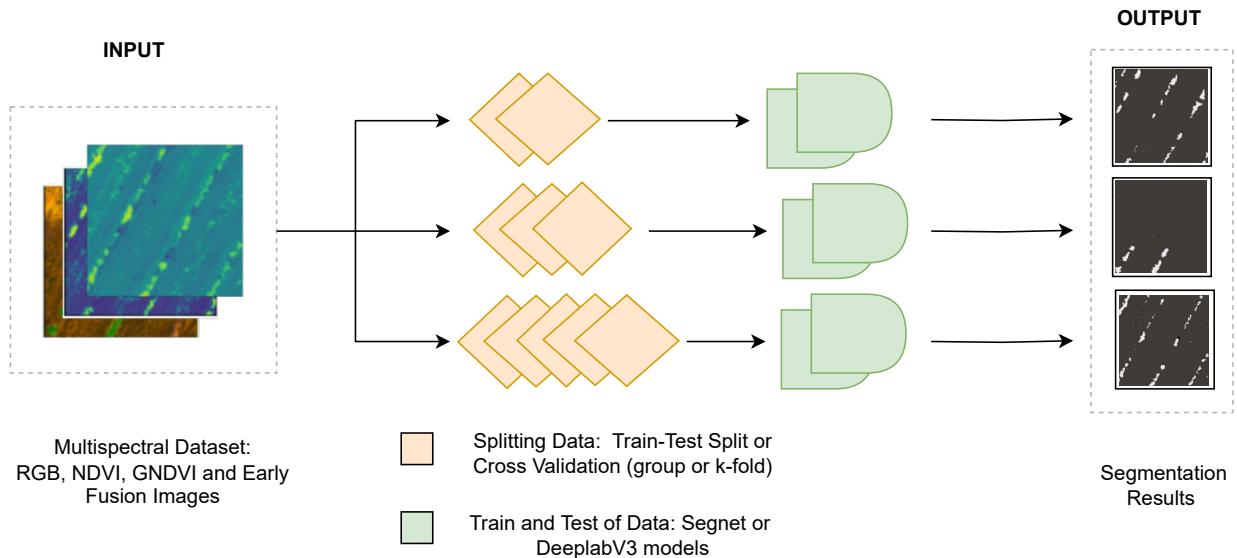 INPUT
OUTPUT
Multispectral Dataset:
RGB, NDVI, GNDVI and Early
Fusion Images
Splitting Data: Train-Test Split or
Cross Validation (group or k-fold)
Train and Test of Data: Segnet or
DeeplabV3 models
Segmentation
Results